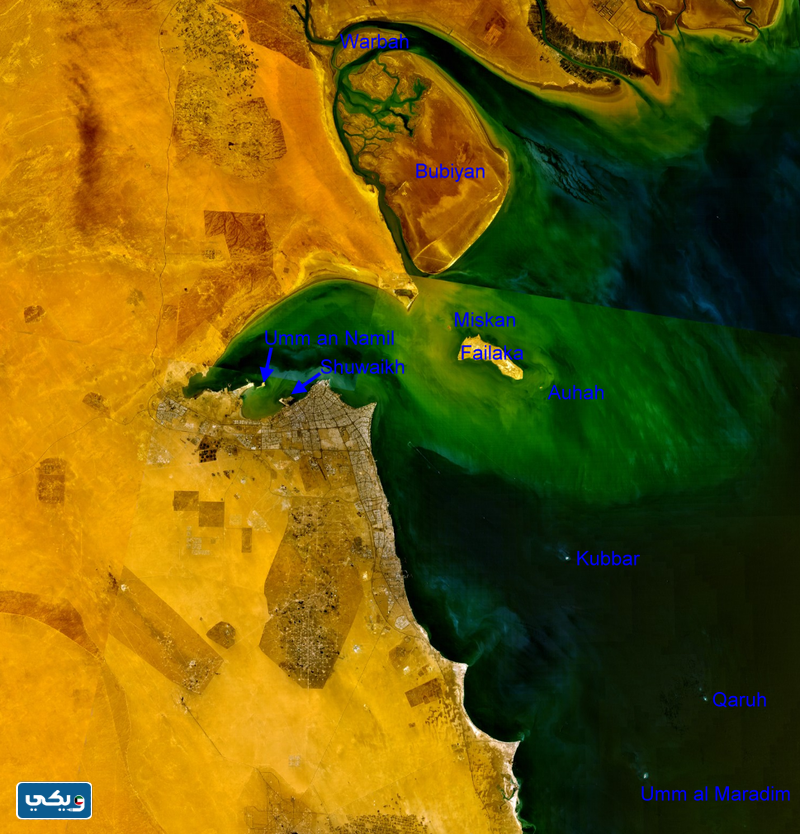 Warbah
Bubiyan
Miskan
Umm an Namil
Failaka
Shuwaikh
Auhah
Kubbar
Qaruh
Umm al Maradim
ويكي